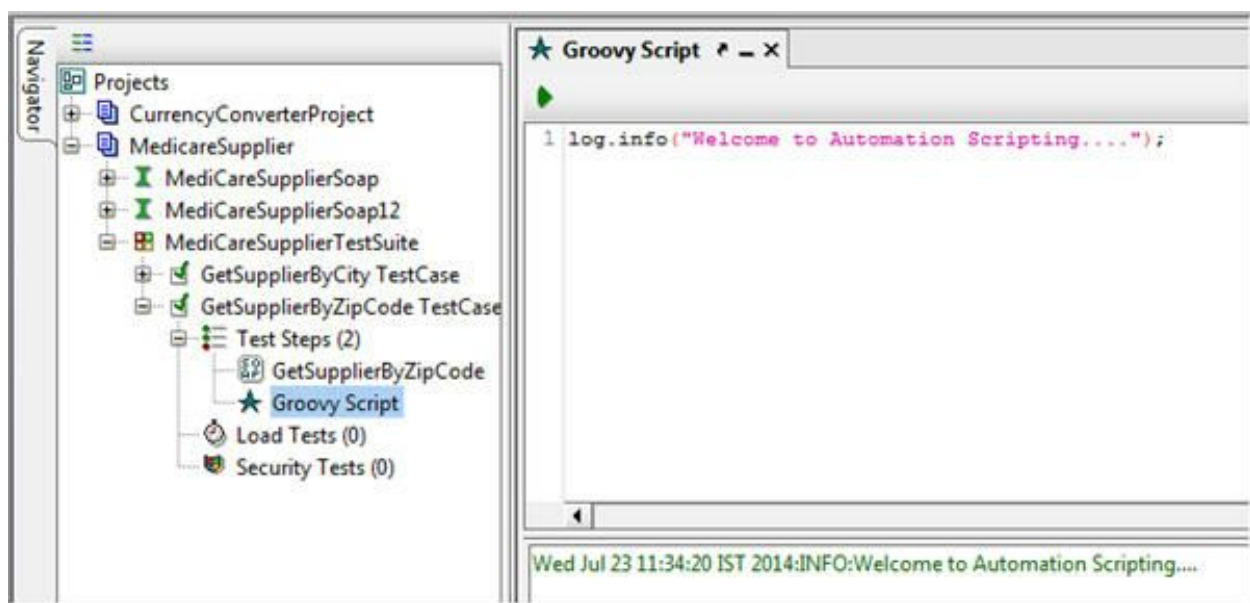 Navigator
Projects
CurrencyConverterProject
MedicareSupplier
MediCareSupplierSoap
MediCareSupplierSoap12
MediCareSupplierTestSuite
GetSupplierByCity TestCase
GetSupplierByZipCode TestCase
Test Steps (2)
GetSupplierByZipCode
Groovy Script
Load Tests (0)
Security Tests (0)
Groovy Script
1 log.info("Welcome to Automation Scripting....");
Wed Jul 23 11:34:20 IST 2014:INFO:Welcome to Automation Scripting....